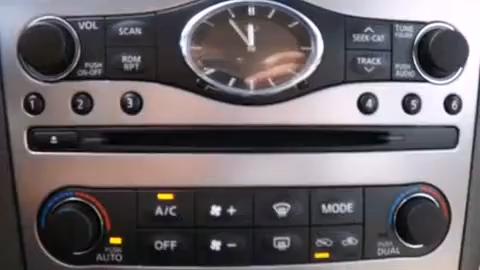 VOL
PUSH
ON·OFF
SCAN
RDM
RPT
SEEK·CAT
TRACK
TUNE
PUSH
AUDIO
1
2
3
4
5
6
A/C
OFF
+
−
MODE
PUSH
AUTO
PUSH
DUAL